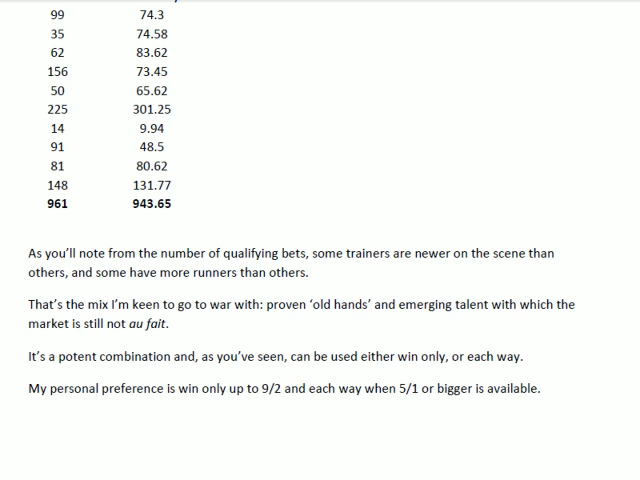 99 74.3
35 74.58
62 83.62
156 73.45
50 65.62
225 301.25
14 9.94
91 48.5
81 80.62
148 131.77
961 943.65
As you’ll note from the number of qualifying bets, some trainers are newer on the scene than
others, and some have more runners than others.
That’s the mix I’m keen to go to war with: proven ‘old hands’ and emerging talent with which the
market is still not au fait.
It’s a potent combination and, as you’ve seen, can be used either win only, or each way.
My personal preference is win only up to 9/2 and each way when 5/1 or bigger is available.